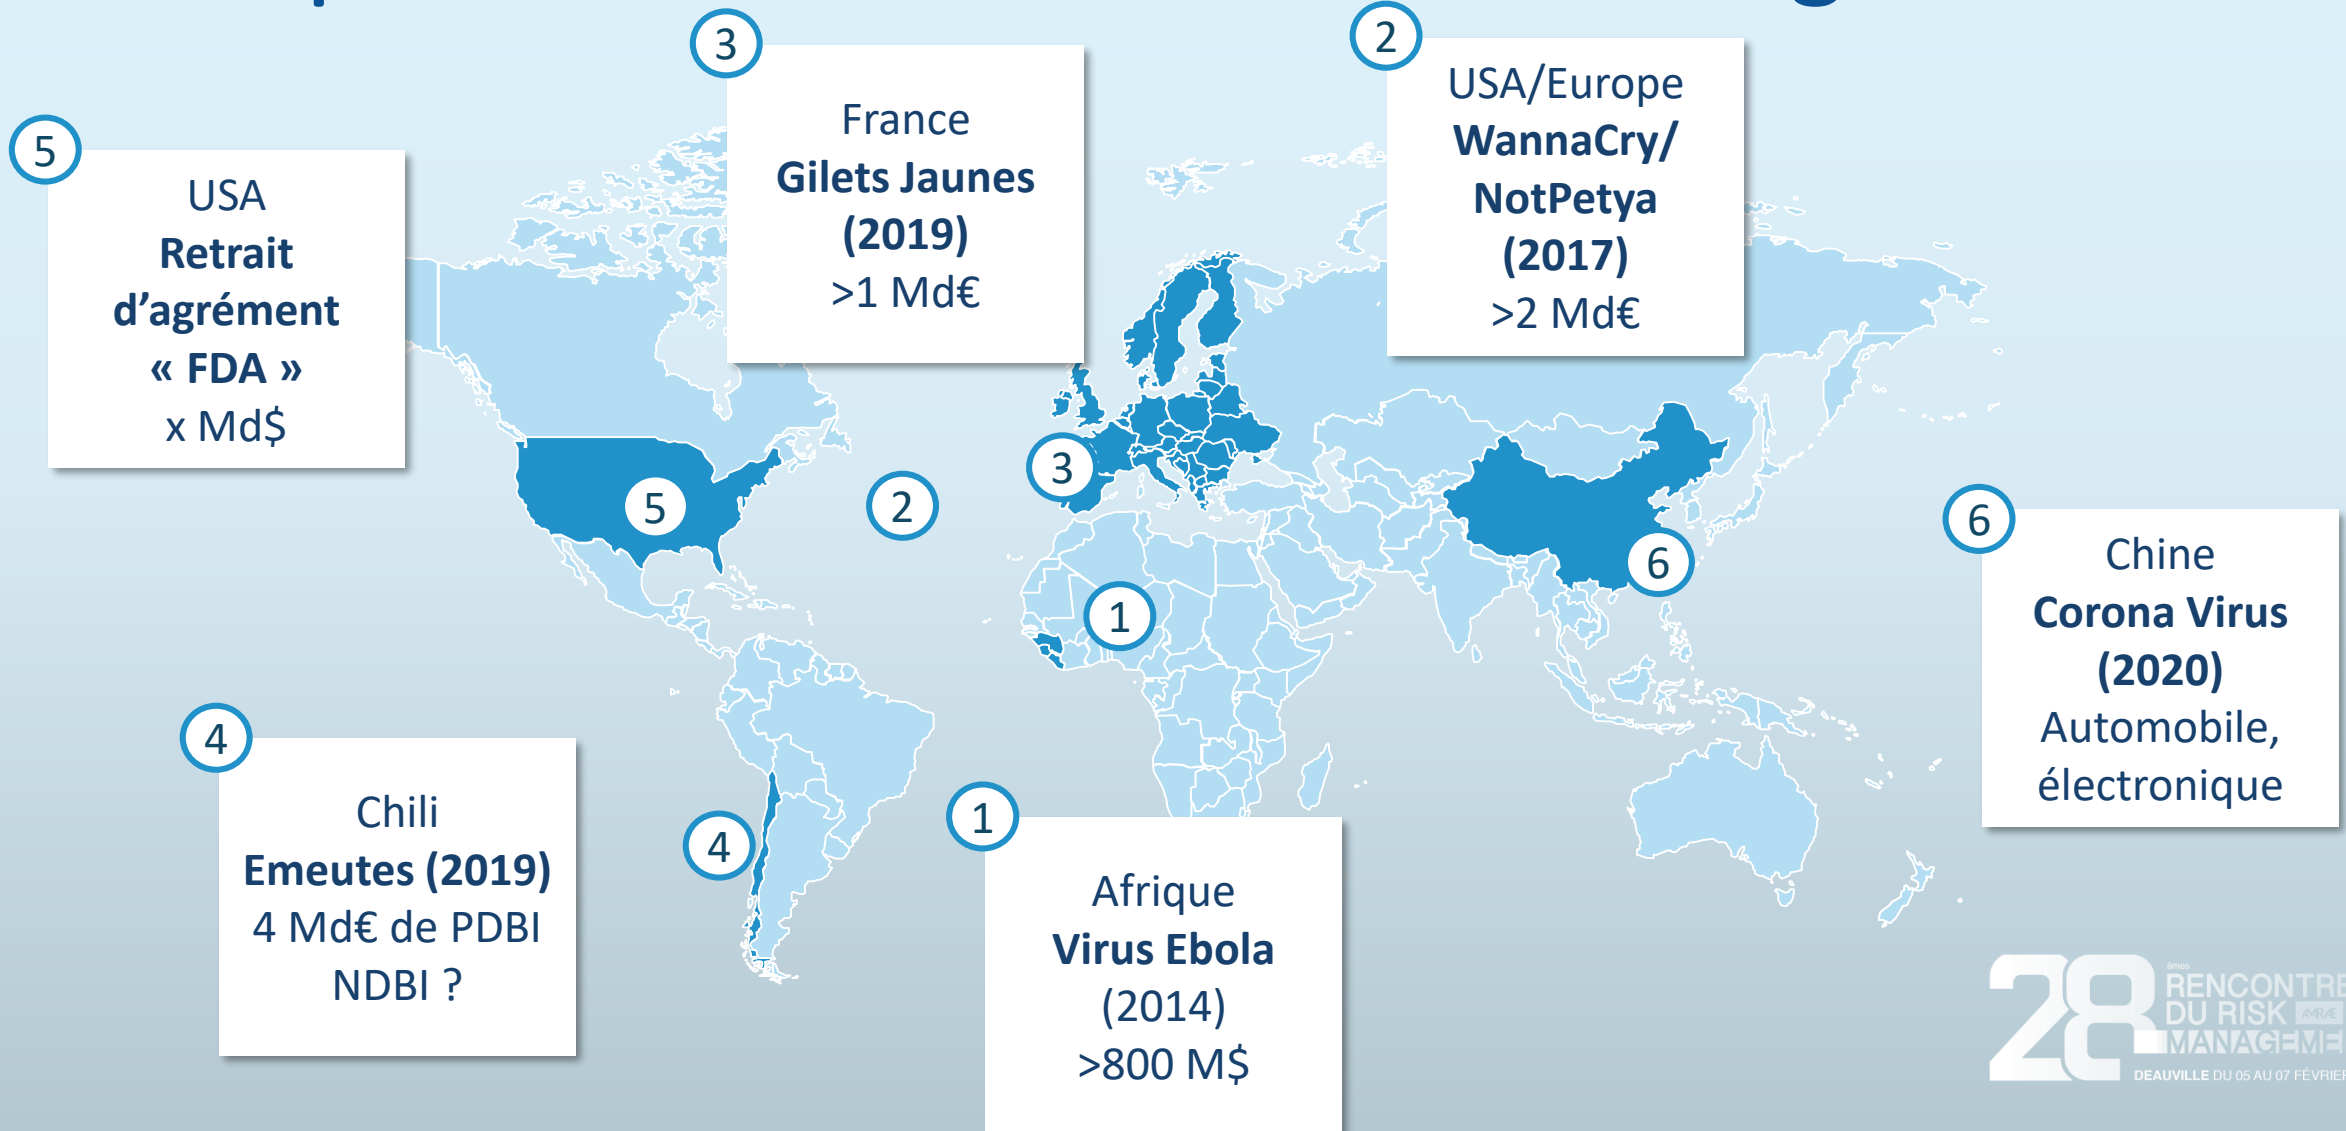 3
France
Gilets Jaunes
(2019)
>1 Md€
2
USA/Europe
WannaCry/
NotPetya
(2017)
>2 Md€
5
USA
Retrait
d’agrément
« FDA »
x Md$
3
5
2
6
1
4
6
Chine
Corona Virus
(2020)
Automobile,
électronique
4
Chili
Emeutes (2019)
4 Md€ de PDBI
NDBI ?
1
Afrique
Virus Ebola
(2014)
>800 M$
28
èmes
RENCONTRE
DU RISK AMRAE
MANAGEME
DEAUVILLE DU 05 AU 07 FÉVRIER